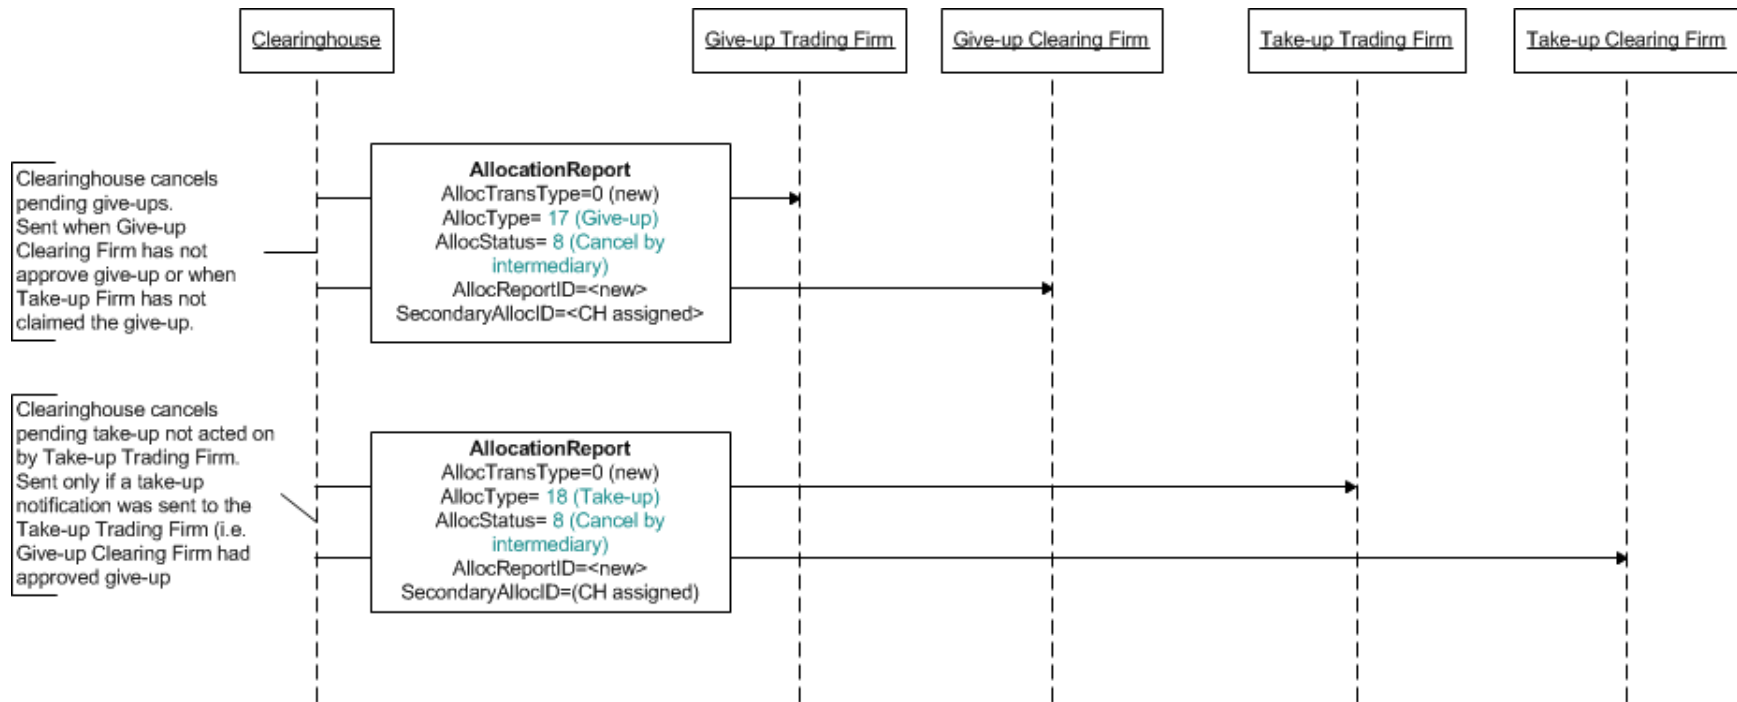 Clearinghouse
Give-up Trading Firm
Give-up Clearing Firm
Take-up Trading Firm
Take-up Clearing Firm
Clearinghouse cancels
pending give-ups.
Sent when Give-up
Clearing Firm has not
approve give-up or when
Take-up Firm has not
claimed the give-up.
AllocationReport
AllocTransType=0 (new)
AllocType= 17 (Give-up)
AllocStatus= 8 (Cancel by
intermediary)
AllocReportID=<new>
SecondaryAllocID=<CH assigned>
Clearinghouse cancels
pending take-up not acted on
by Take-up Trading Firm.
Sent only if a take-up
notification was sent to the
Take-up Trading Firm (i.e.
Give-up Clearing Firm had
approved give-up
AllocationReport
AllocTransType=0 (new)
AllocType= 18 (Take-up)
AllocStatus= 8 (Cancel by
intermediary)
AllocReportID=<new>
SecondaryAllocID=(CH assigned)